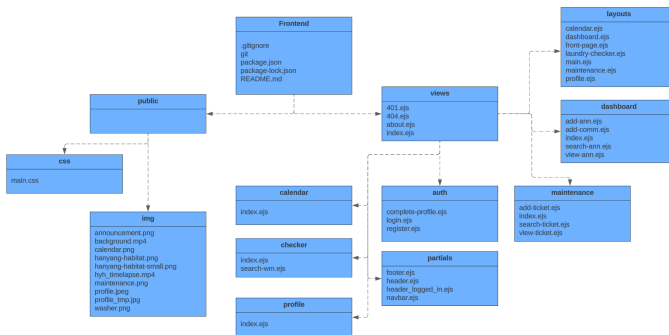 Frontend
.gitignore
git
package.json
package-lock.json
README.md
layouts
calendar.ejs
dashboard.ejs
front-page.ejs
laundry-checker.ejs
main.ejs
maintenance.ejs
profile.ejs
public
views
401.ejs
404.ejs
about.ejs
index.ejs
dashboard
add-ann.ejs
add-comm.ejs
index.ejs
search-ann.ejs
view-ann.ejs
css
main.css
calendar
index.ejs
auth
complete-profile.ejs
login.ejs
register.ejs
maintenance
add-ticket.ejs
index.ejs
search-ticket.ejs
view-ticket.ejs
img
announcement.png
background.mp4
calendar.png
hanyang-habitat.png
hanyang-habitat-small.png
hyh_timelapse.mp4
maintenance.png
profile.jpeg
profile_tmp.jpg
washer.png
checker
index.ejs
search-wm.ejs
partials
footer.ejs
header.ejs
header_logged_in.ejs
navbar.ejs
profile
index.ejs